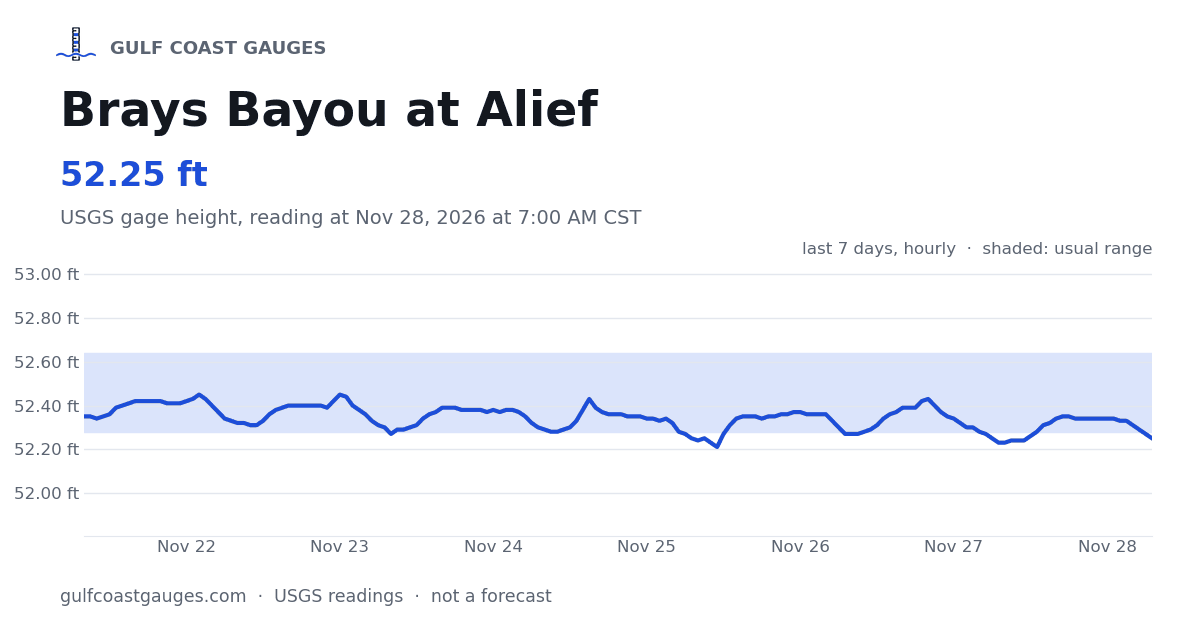 GULF COAST GAUGES
Brays Bayou at Alief
52.25 ft
USGS gage height, reading at Nov 28, 2026 at 7:00 AM CST
last 7 days, hourly · shaded: usual range
53.00 ft
52.80 ft
52.60 ft
52.40 ft
52.20 ft
52.00 ft
Nov 22 Nov 23 Nov 24 Nov 25 Nov 26 Nov 27 Nov 28
gulfcoastgauges.com · USGS readings · not a forecast